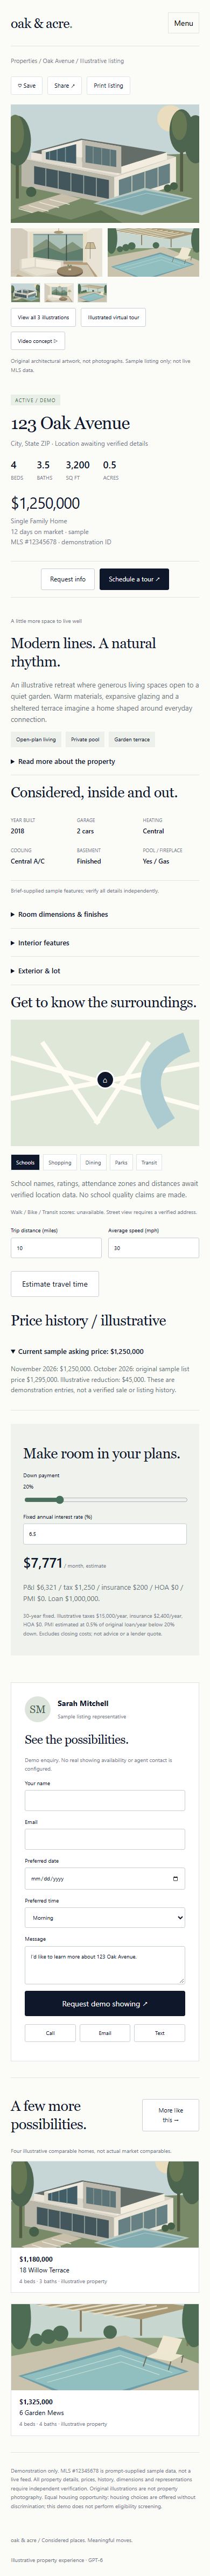 oak & acre.
Menu
Properties / Oak Avenue / Illustrative listing
♡ Save
Share ↗
Print listing
View all 3 illustrations
Illustrated virtual tour
Video concept ▷
Original architectural artwork, not photographs. Sample listing only; not live
MLS data.
ACTIVE / DEMO
123 Oak Avenue
City, State ZIP · Location awaiting verified details
4
BEDS
3.5
BATHS
3,200
SQ FT
0.5
ACRES
$1,250,000
Single Family Home
12 days on market · sample
MLS #12345678 · demonstration ID
Request info
Schedule a tour ↗
A little more space to live well
Modern lines. A natural
rhythm.
An illustrative retreat where generous living spaces open to a
quiet garden. Warm materials, expansive glazing and a
sheltered terrace imagine a home shaped around everyday
connection.
Open-plan living
Private pool
Garden terrace
▶ Read more about the property
Considered, inside and out.
YEAR BUILT
2018
GARAGE
2 cars
HEATING
Central
COOLING
Central A/C
BASEMENT
Finished
POOL / FIREPLACE
Yes / Gas
Brief-supplied sample features; verify all details independently.
▶ Room dimensions & finishes
▶ Interior features
▶ Exterior & lot
Get to know the surroundings.
Schools
Shopping
Dining
Parks
Transit
School names, ratings, attendance zones and distances await
verified location data. No school quality claims are made.
Walk / Bike / Transit scores: unavailable. Street view requires a verified address.
Trip distance (miles)
10
Average speed (mph)
30
Estimate travel time
Price history / illustrative
▼ Current sample asking price: $1,250,000
November 2026: $1,250,000. October 2026: original sample list
price $1,295,000. Illustrative reduction: $45,000. These are
demonstration entries, not a verified sale or listing history.
Make room in your plans.
Down payment
20%
Fixed annual interest rate (%)
6.5
$7,771 / month, estimate
P&I $6,321 / tax $1,250 / insurance $200 / HOA $0 /
PMI $0. Loan $1,000,000.
30-year fixed. Illustrative taxes $15,000/year; insurance $2,400/year,
HOA $0. PMI estimated at 0.5% of original loan/year below 20%
down. Excludes closing costs; not advice or a lender quote.
SM
Sarah Mitchell
Sample listing representative
See the possibilities.
Demo enquiry. No real showing availability or agent contact is
configured.
Your name
Email
Preferred date
mm/dd/yyyy
Preferred time
Morning
Message
I'd like to learn more about 123 Oak Avenue.
Request demo showing ↗
Call
Email
Text
A few more
possibilities.
More like
this →
Four illustrative comparable homes, not actual market comparables.
$1,180,000
18 Willow Terrace
4 beds · 3 baths · Illustrative property
$1,325,000
6 Garden Mews
4 beds · 4 baths · Illustrative property
Demonstration only. MLS #12345678 is prompt-supplied sample data, not a
live feed. All property details, prices, history, dimensions and representations
require independent verification. Original illustrations are not property
photography. Equal housing opportunity: housing choices are offered without
discrimination; this demo does not perform eligibility screening.
oak & acre / Considered places. Meaningful moves.
Illustrative property experience · GPT-6